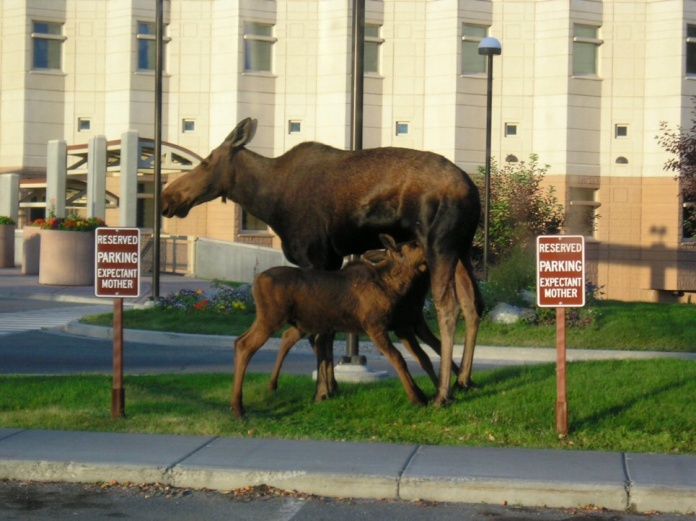 RESERVED
PARKING
EXPECTANT
MOTHER
RESERVED
PARKING
EXPECTANT
MOTHER